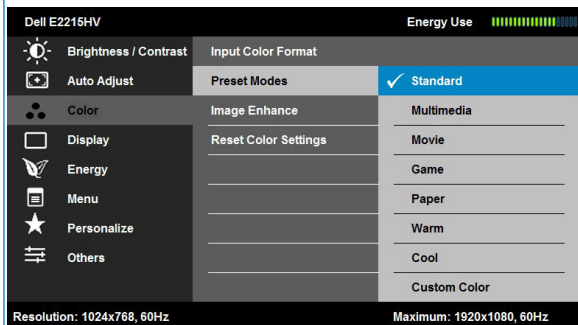 Dell E2215HV Energy Use
Brightness / Contrast Input Color Format
Auto Adjust Preset Modes Standard
Color Image Enhance Multimedia
Display Reset Color Settings Movie
Energy Game
Menu Paper
Personalize Warm
Others Cool
Custom Color
Resolution: 1024x768, 60Hz Maximum: 1920x1080, 60Hz